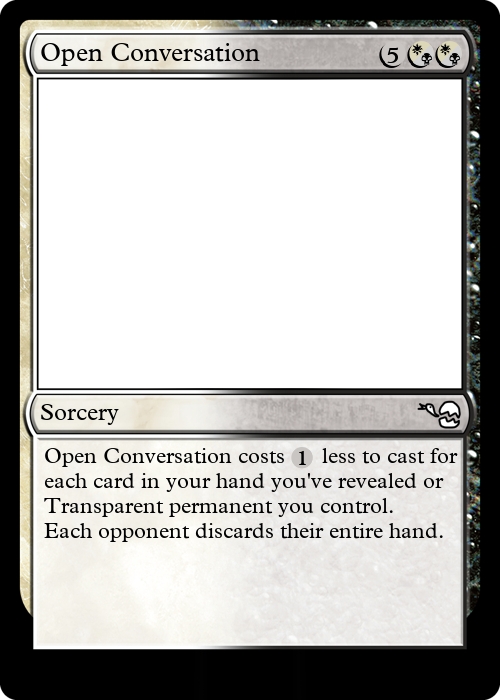 Open Conversation 5
Sorcery
Open Conversation costs 1 less to cast for
each card in your hand you've revealed or
Transparent permanent you control.
Each opponent discards their entire hand.